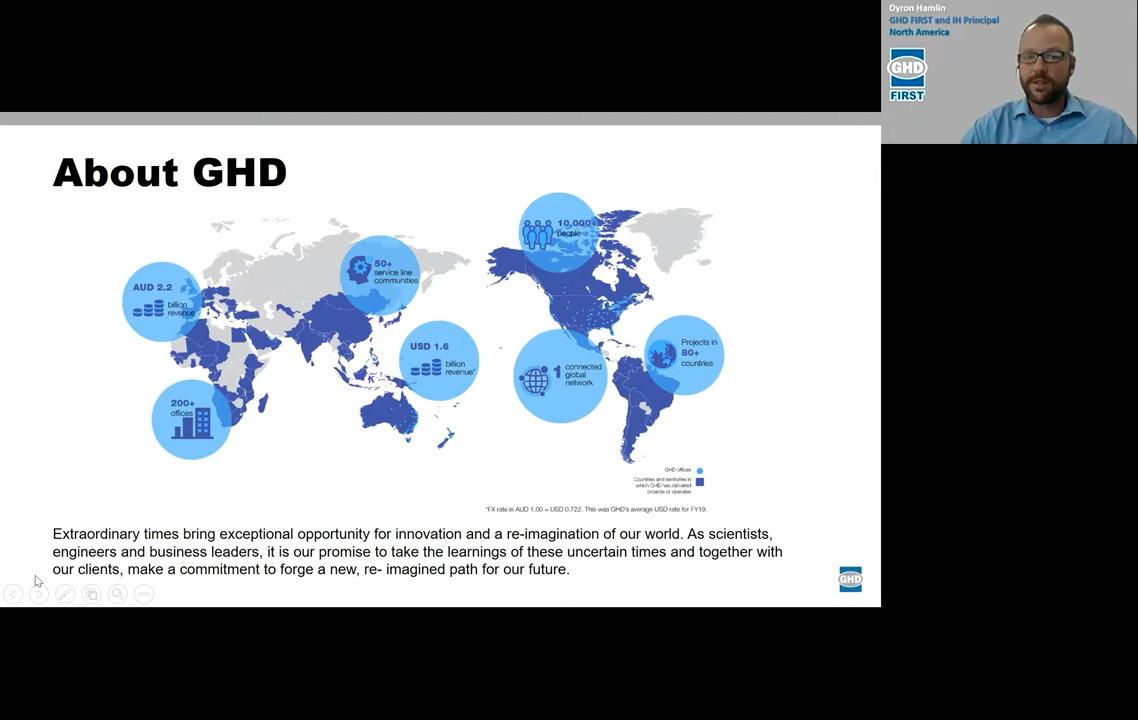 Dyron Hamlin
GHD FIRST and IH Principal
North America
GHD
FIRST
About GHD
10,000+
people
50+
service line
communities
AUD 2.2
billion
revenue
USD 1.6
billion
revenue*
1
connected
global
network
Projects in
80+
countries
200+
offices
GHD offices
Countries and territories in
which GHD has delivered
projects or operates
*FX rate is AUD 1.00 = USD 0.722. This was GHD's average USD rate for FY19.
Extraordinary times bring exceptional opportunity for innovation and a re-imagination of our world. As scientists,
engineers and business leaders, it is our promise to take the learnings of these uncertain times and together with
our clients, make a commitment to forge a new, re- imagined path for our future.
GHD